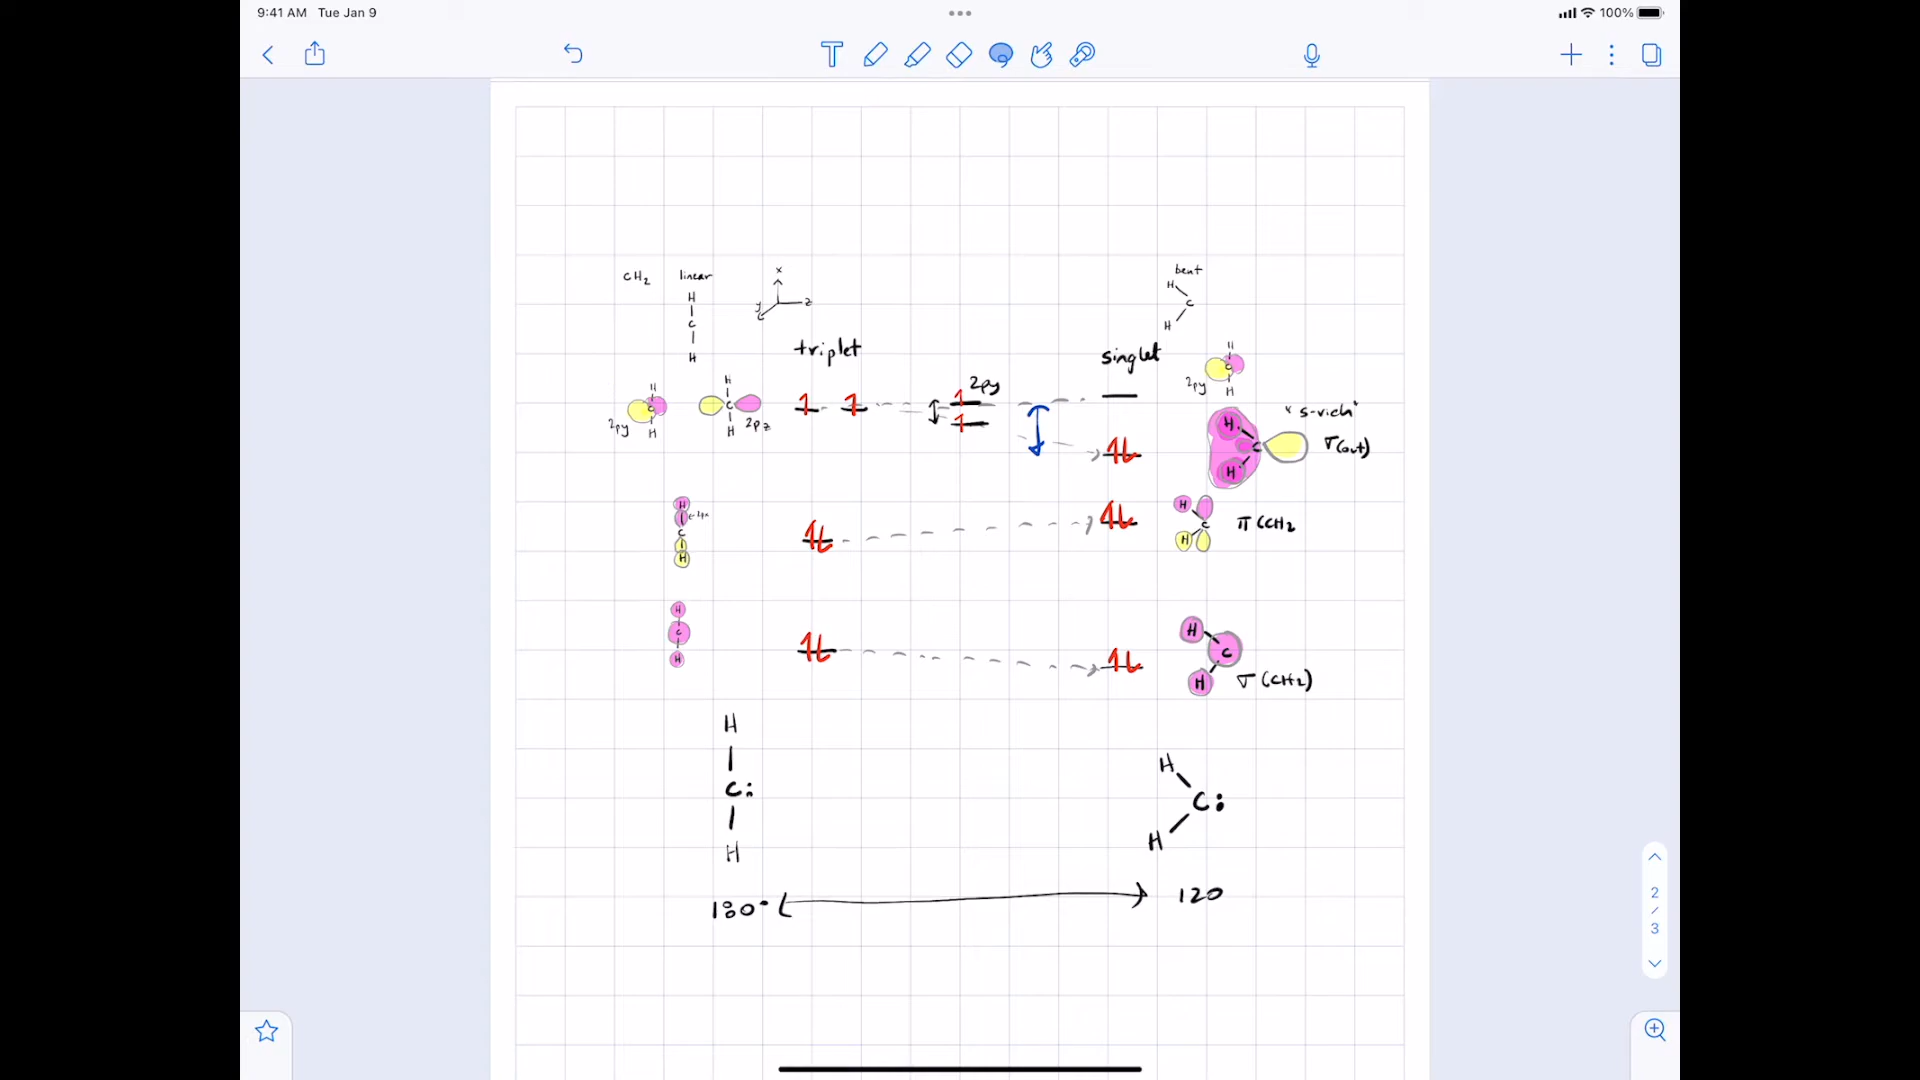 9:41 AM Tue Jan 9
100%
T
CH2 linear
x
y z
H
C
H
bent
H
C
H
triplet
singlet
H
C
H
2py
H
C
H
2pz
2py
H
C
H
2py
H
C
H
"s-rich"
σ(out)
H
C
H
H
C
H
π(CH2
H
C
H
H
C
H
σ(CH2)
H
C:
H
H
C:
H
180°
120
2
/
3